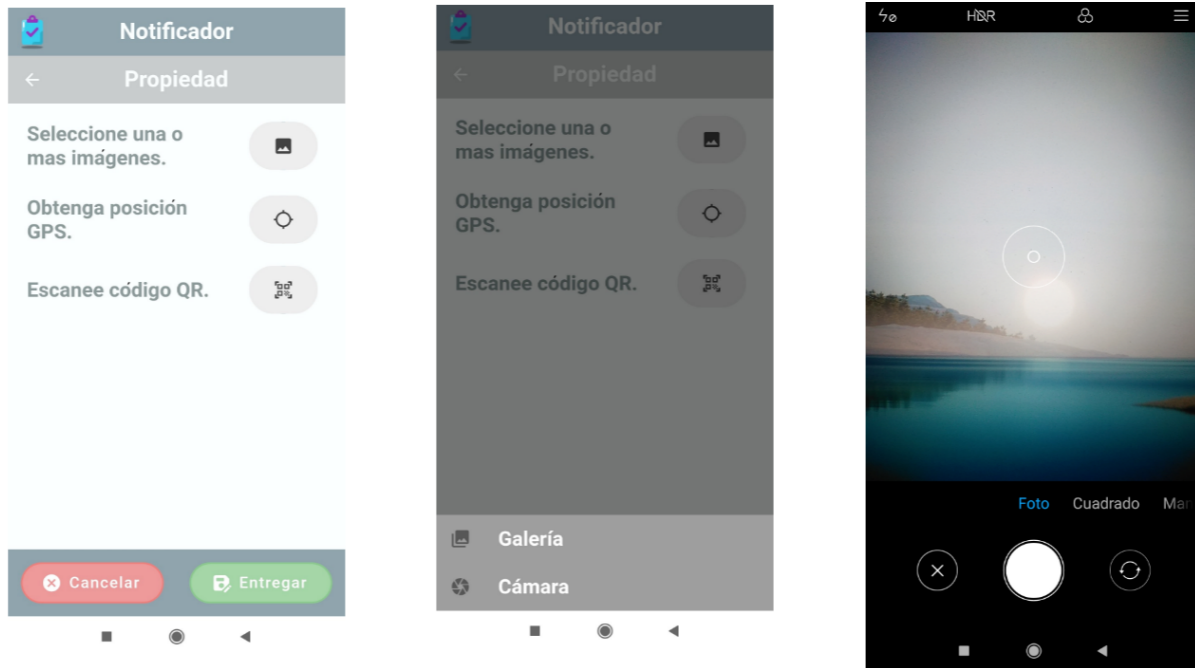 Notificador
Propiedad
Seleccione una o
mas imágenes.
Obtenga posición
GPS.
Escanee código QR.
Cancelar
Entregar
Notificador
Propiedad
Seleccione una o
mas imágenes.
Obtenga posición
GPS.
Escanee código QR.
Galería
Cámara
HDR
Foto Cuadrado Man